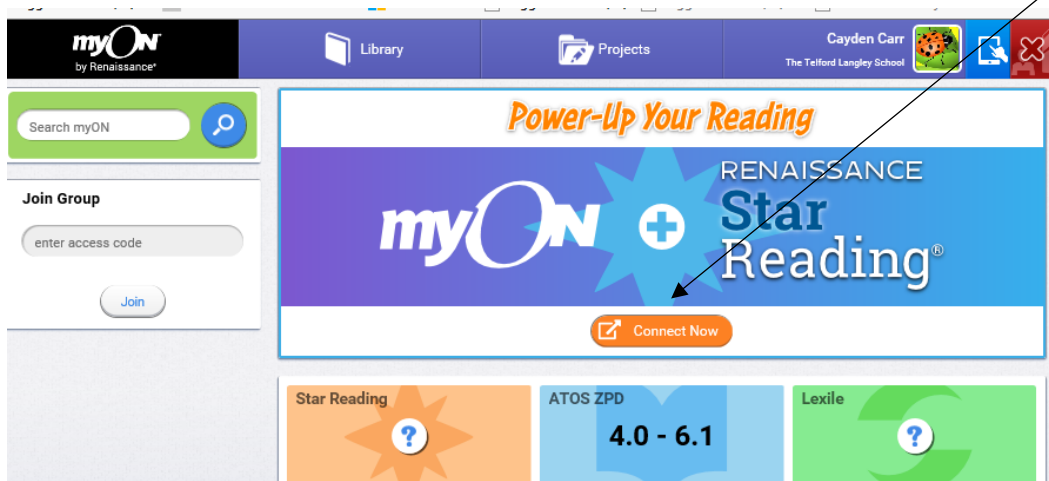 myON
by Renaissance®
Library
Projects
Cayden Carr
The Telford Langley School
Search myON
Join Group
enter access code
Join
Power-Up Your Reading
myON
RENAISSANCE
Star
Reading®
Connect Now
Star Reading
?
ATOS ZPD
4.0 - 6.1
Lexile
?